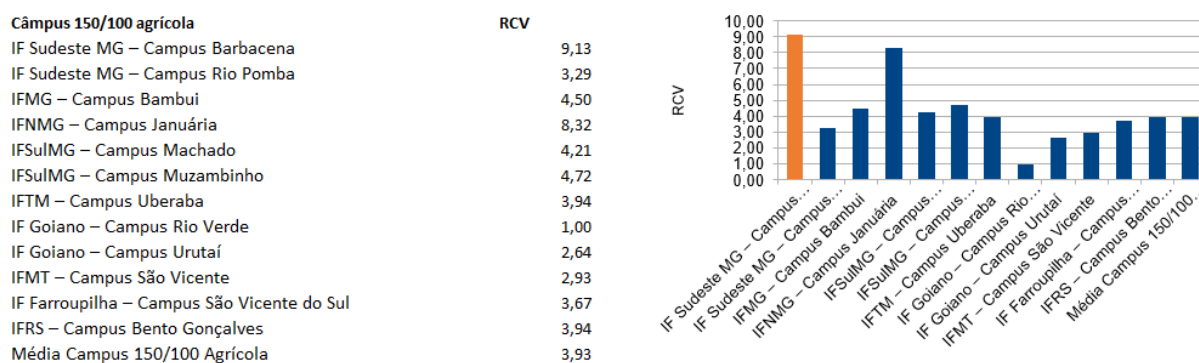 Câmpus 150/100 agrícola RCV
IF Sudeste MG – Campus Barbacena 9,13
IF Sudeste MG – Campus Rio Pomba 3,29
IFMG – Campus Bambui 4,50
IFNMG – Campus Januária 8,32
IFSulMG – Campus Machado 4,21
IFSulMG – Campus Muzambinho 4,72
IFTM – Campus Uberaba 3,94
IF Goiano – Campus Rio Verde 1,00
IF Goiano – Campus Urutaí 2,64
IFMT – Campus São Vicente 2,93
IF Farroupilha – Campus São Vicente do Sul 3,67
IFRS – Campus Bento Gonçalves 3,94
Média Campus 150/100 Agrícola 3,93
RCV
10,00
9,00
8,00
7,00
6,00
5,00
4,00
3,00
2,00
1,00
0,00
IF Sudeste MG – Campus...
IF Sudeste MG – Campus...
IFMG – Campus Bambui
IFNMG – Campus Januária
IFSulMG – Campus...
IFSulMG – Campus...
IFTM – Campus Uberaba
IF Goiano – Campus Rio...
IF Goiano – Campus Urutaí
IFMT – Campus São Vicente
IF Farroupilha – Campus...
IFRS – Campus Bento...
Média Campus 150/100...